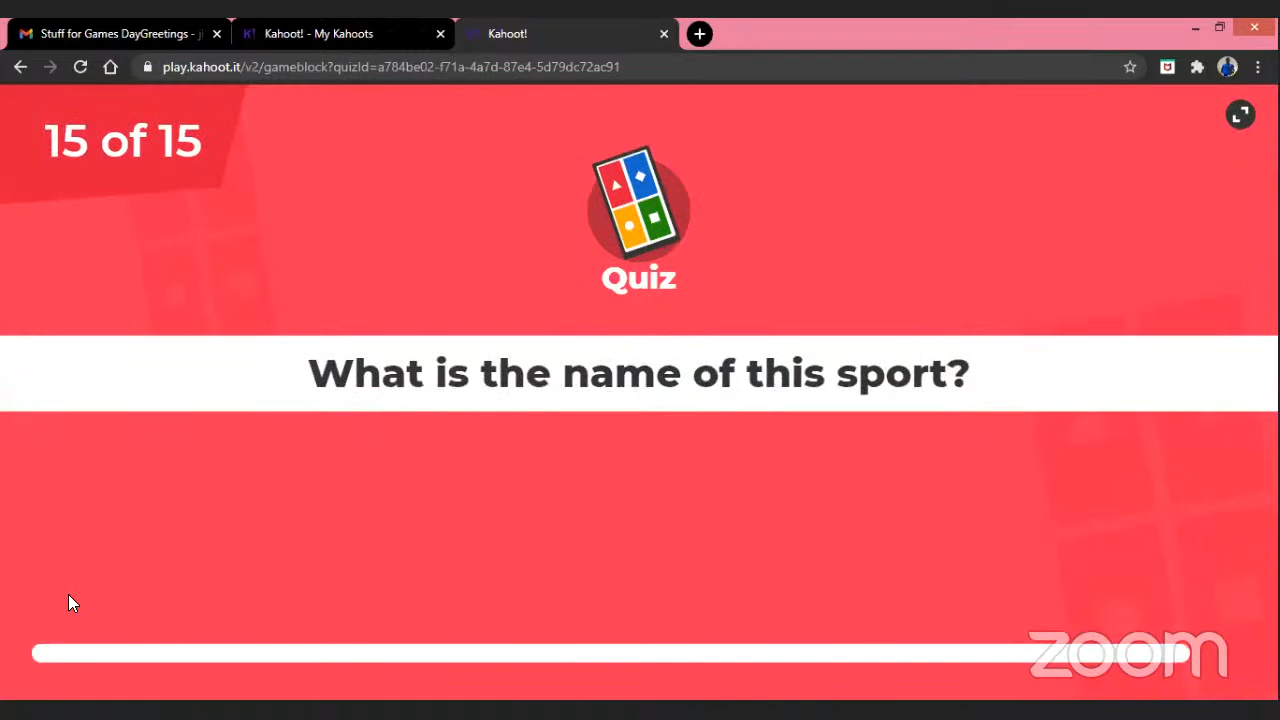 Stuff for Games DayGreetings - j
K! Kahoot! - My Kahoots
K! Kahoot!
play.kahoot.it/v2/gameblock?quizId=a784be02-f71a-4a7d-87e4-5d79dc72ac91
15 of 15
Quiz
What is the name of this sport?
zoom